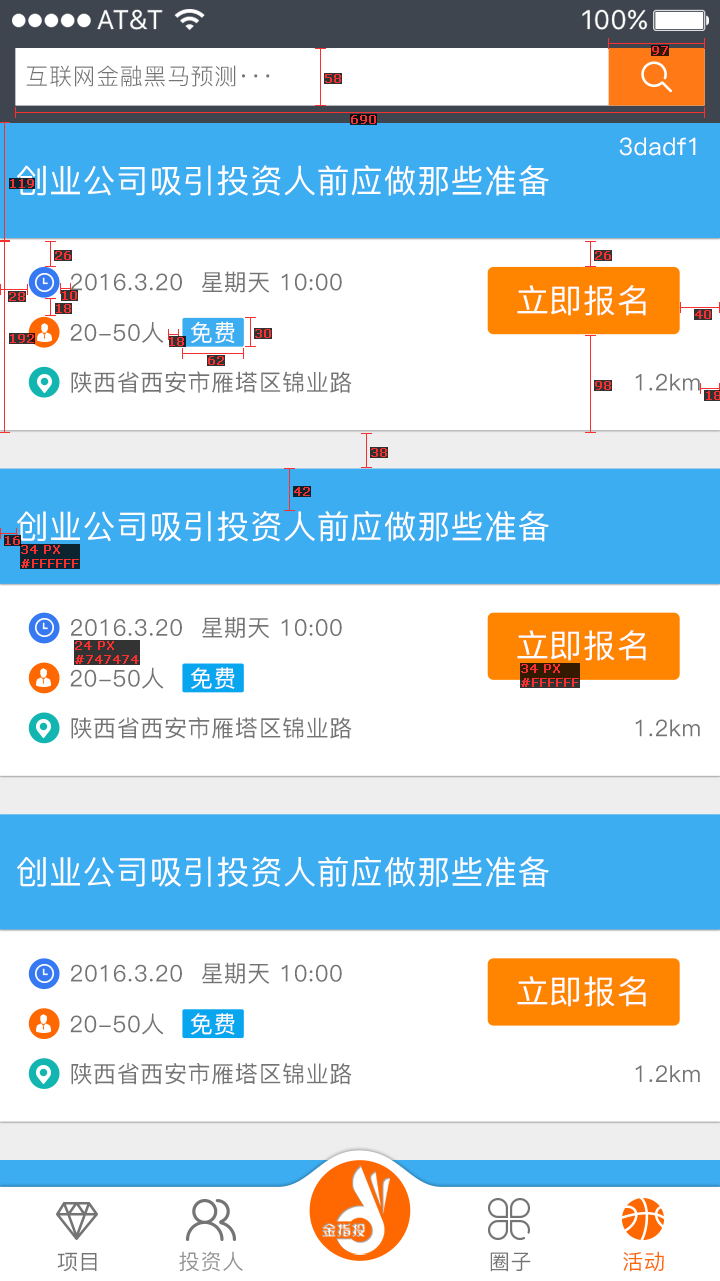 AT&T 100%
97
互联网金融黑马预测···
58
690
3dadf1
119
创业公司吸引投资人前应做那些准备
26
26
2016.3.20 星期天 10:00
28
10
立即报名
18
40
192
20-50人
18
免费
30
62
陕西省西安市雁塔区锦业路
98
1.2km
18
38
42
创业公司吸引投资人前应做那些准备
16
34 PX
#FFFFFF
2016.3.20 星期天 10:00
立即报名
24 PX
#747474
34 PX
#FFFFFF
20-50人 免费
陕西省西安市雁塔区锦业路 1.2km
创业公司吸引投资人前应做那些准备
2016.3.20 星期天 10:00
立即报名
20-50人 免费
陕西省西安市雁塔区锦业路 1.2km
金指投
项目 投资人 圈子 活动